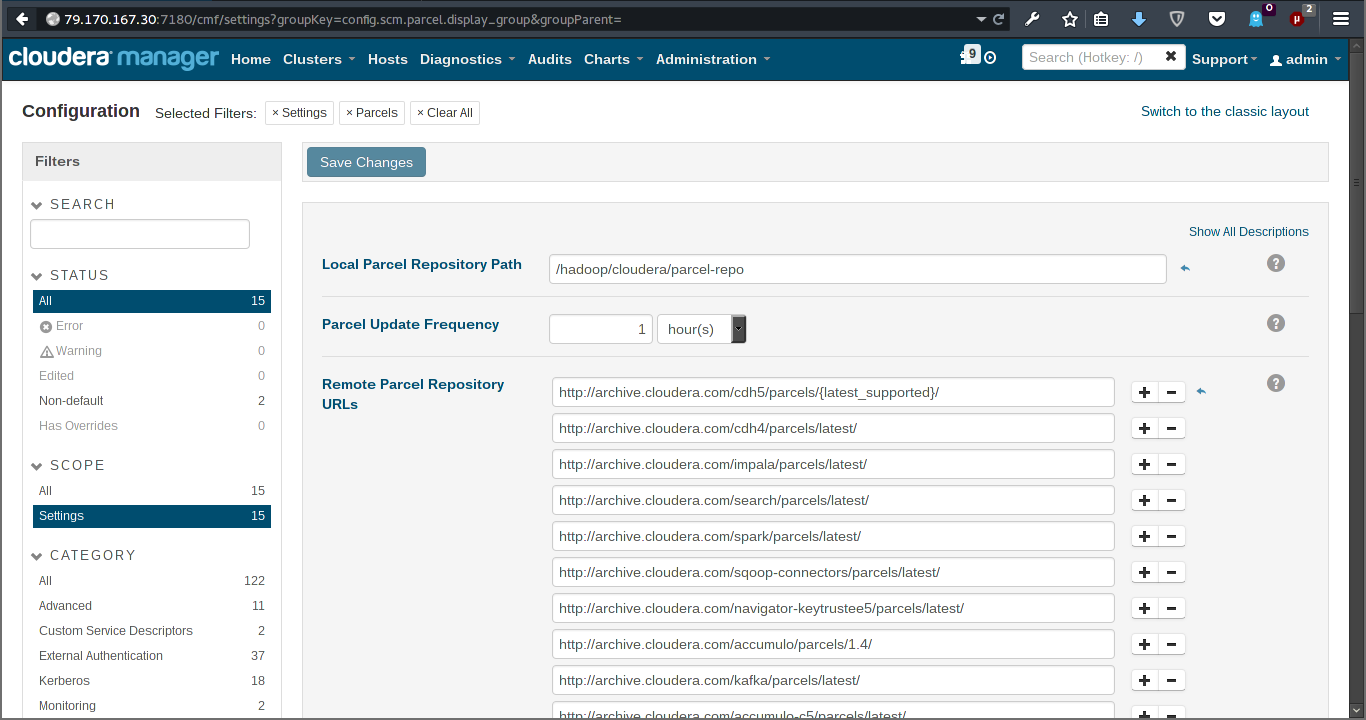 79.170.167.30:7180/cmf/settings?groupKey=config.scm.parcel.display_group&groupParent=
0
2
cloudera manager Home Clusters Hosts Diagnostics Audits Charts Administration 9 Search (Hotkey: /) Support admin
Configuration Selected Filters: × Settings × Parcels × Clear All Switch to the classic layout
Filters
Save Changes
SEARCH
Show All Descriptions
STATUS
All 15
Error 0
Warning 0
Edited 0
Non-default 2
Has Overrides 0
SCOPE
All 15
Settings 15
CATEGORY
All 122
Advanced 11
Custom Service Descriptors 2
External Authentication 37
Kerberos 18
Monitoring 2
Local Parcel Repository Path /hadoop/cloudera/parcel-repo ?
Parcel Update Frequency 1 hour(s) ?
Remote Parcel Repository
URLs
http://archive.cloudera.com/cdh5/parcels/{latest_supported}/ ?
http://archive.cloudera.com/cdh4/parcels/latest/
http://archive.cloudera.com/impala/parcels/latest/
http://archive.cloudera.com/search/parcels/latest/
http://archive.cloudera.com/spark/parcels/latest/
http://archive.cloudera.com/sqoop-connectors/parcels/latest/
http://archive.cloudera.com/navigator-keytrustee5/parcels/latest/
http://archive.cloudera.com/accumulo/parcels/1.4/
http://archive.cloudera.com/kafka/parcels/latest/
http://archive.cloudera.com/accumulo-c5/parcels/latest/